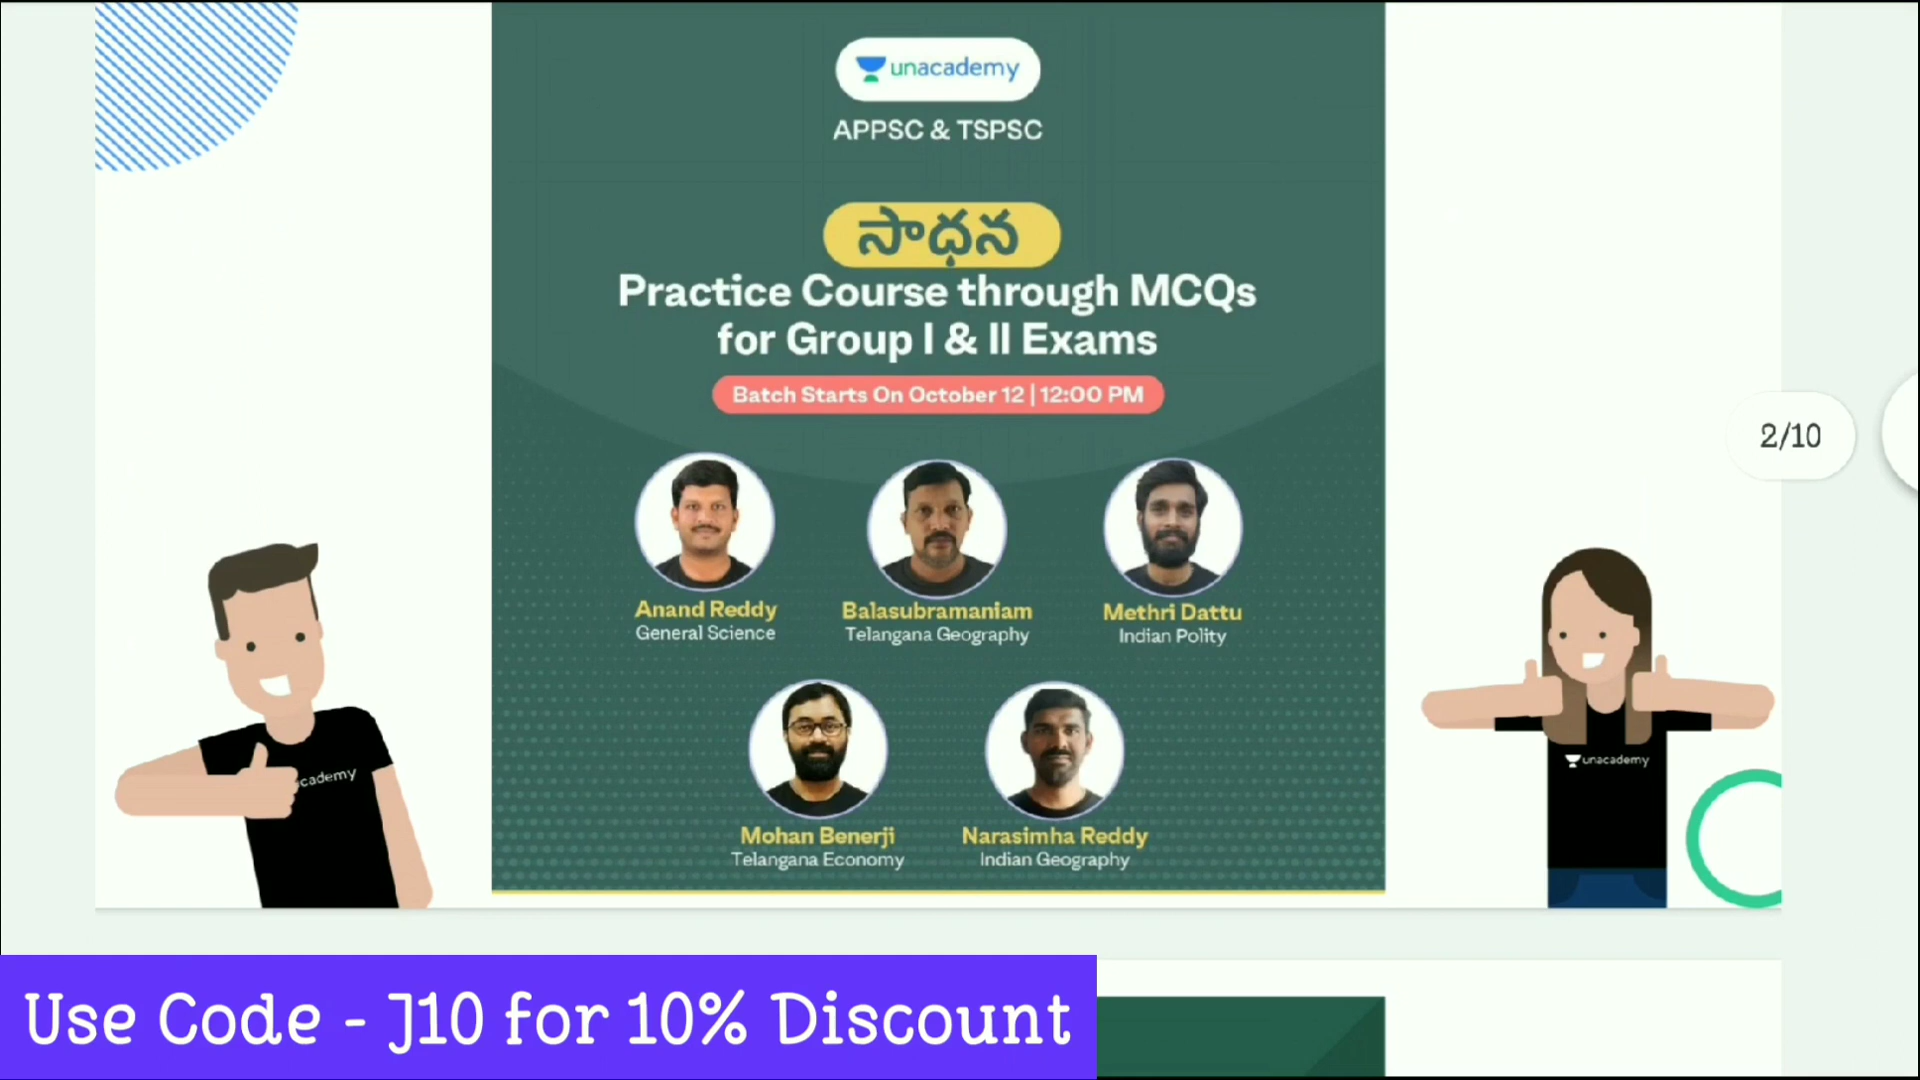 unacademy
APPSC & TSPSC
సాధన
Practice Course through MCQs
for Group I & II Exams
Batch Starts On October 12 | 12:00 PM
2/10
Anand Reddy
General Science
Balasubramaniam
Telangana Geography
Methri Dattu
Indian Polity
Mohan Benerji
Telangana Economy
Narasimha Reddy
Indian Geography
cademy
unacademy
Use Code - J10 for 10% Discount